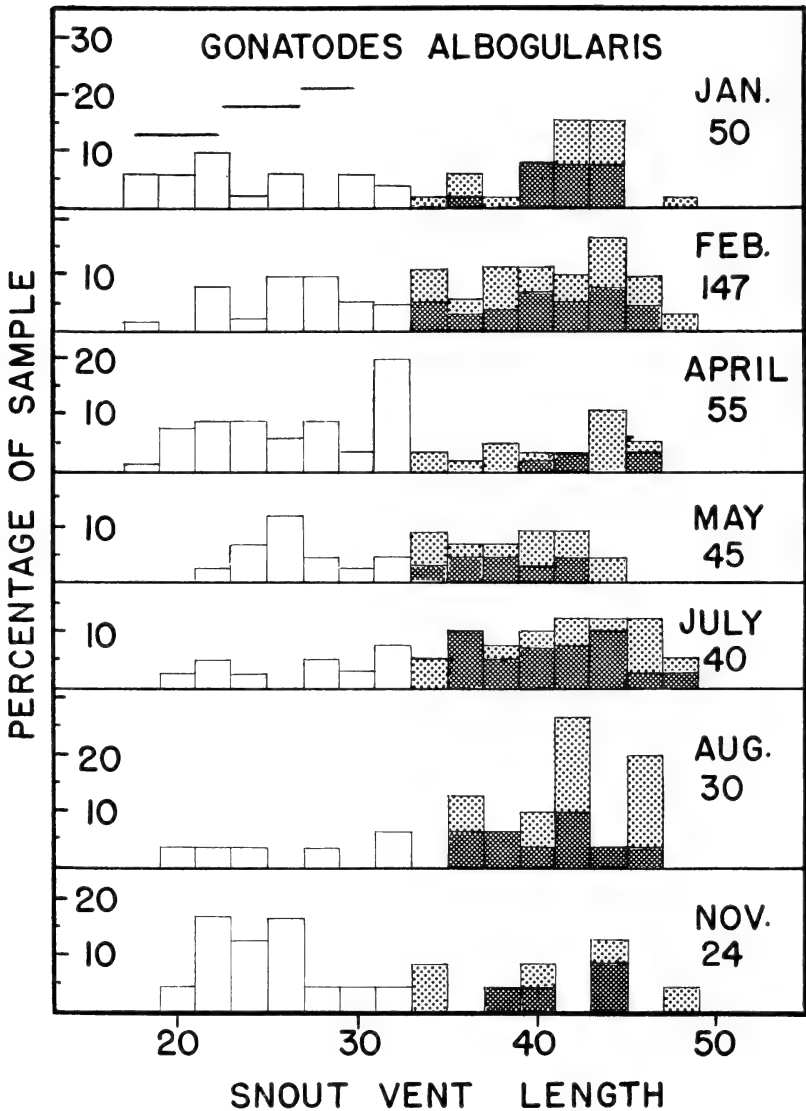 GONATODES ALBOGULARIS
30
20
10
JAN.
50
10
FEB.
147
20
10
APRIL
55
10
MAY
45
10
JULY
40
20
10
AUG.
30
20
10
NOV.
24
PERCENTAGE OF SAMPLE
20 30 40 50
SNOUT VENT LENGTH